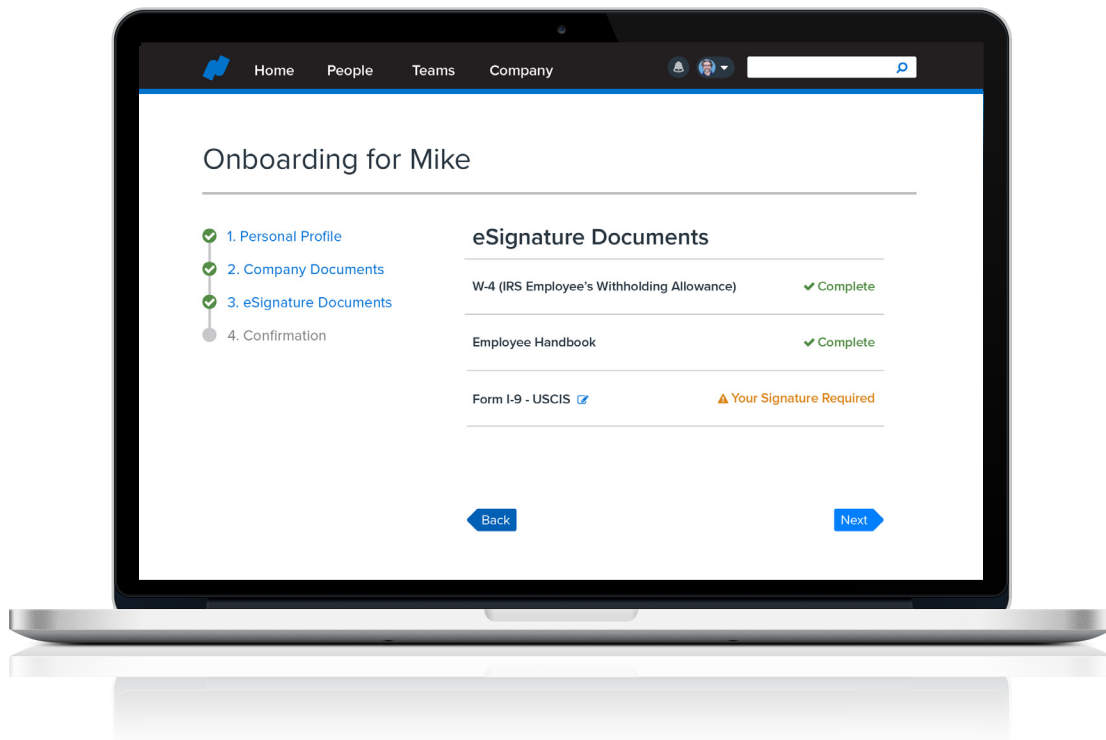 Home People Teams Company
Onboarding for Mike
1. Personal Profile
2. Company Documents
3. eSignature Documents
4. Confirmation
eSignature Documents
W-4 (IRS Employee's Withholding Allowance) Complete
Employee Handbook Complete
Form I-9 - USCIS Your Signature Required
Back Next